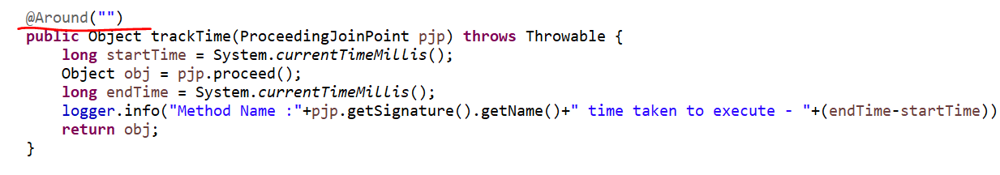 @Around("")
public Object trackTime(ProceedingJoinPoint pjp) throws Throwable {
long startTime = System.currentTimeMillis();
Object obj = pjp.proceed();
long endTime = System.currentTimeMillis();
logger.info("Method Name :"+pjp.getSignature().getName()+" time taken to execute - "+(endTime-startTime))
return obj;
}